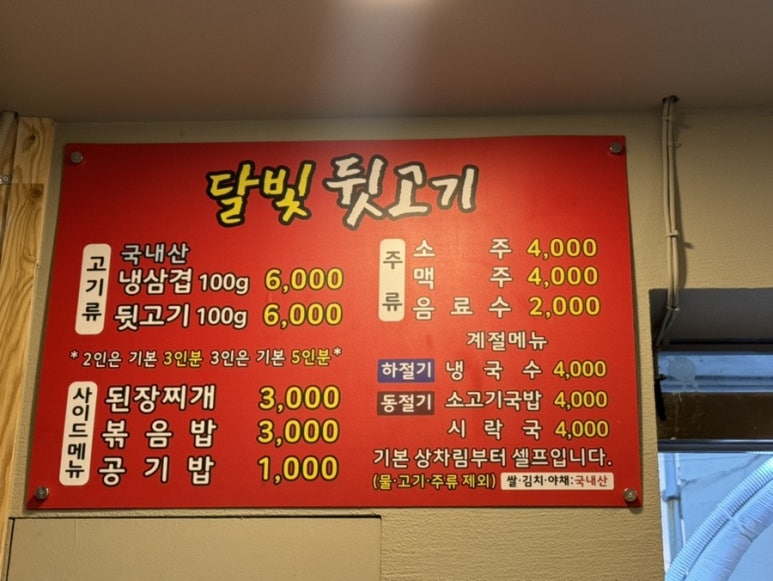 달빛 뒷고기
고기류
국내산
냉삼겹 100g 6,000
뒷고기 100g 6,000
*2인은 기본 3인분 3인은 기본 5인분*
사이드메뉴
된장찌개 3,000
볶음밥 3,000
공기밥 1,000
주류
소주 4,000
맥주 4,000
음료수 2,000
계절메뉴
하절기 냉국수 4,000
동절기 소고기국밥 4,000
시락국 4,000
기본 상차림부터 셀프입니다.
(물·고기·주류 제외) 쌀·김치·야채:국내산